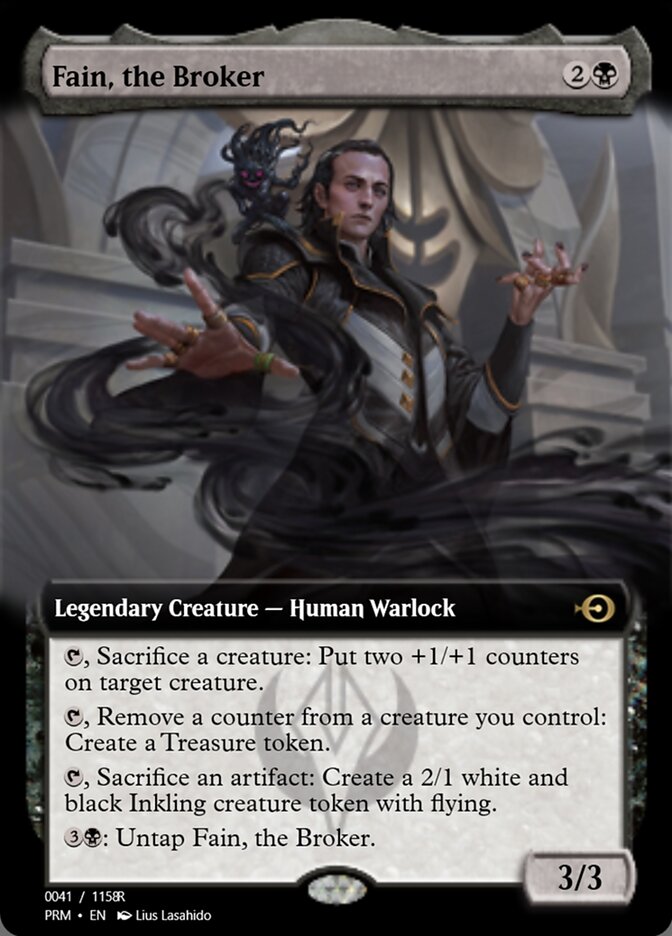 Fain, the Broker 2
Legendary Creature — Human Warlock
, Sacrifice a creature: Put two +1/+1 counters
on target creature.
, Remove a counter from a creature you control:
Create a Treasure token.
, Sacrifice an artifact: Create a 2/1 white and
black Inkling creature token with flying.
3: Untap Fain, the Broker.
3/3
0041 / 1158R
PRM • EN Lius Lasahido